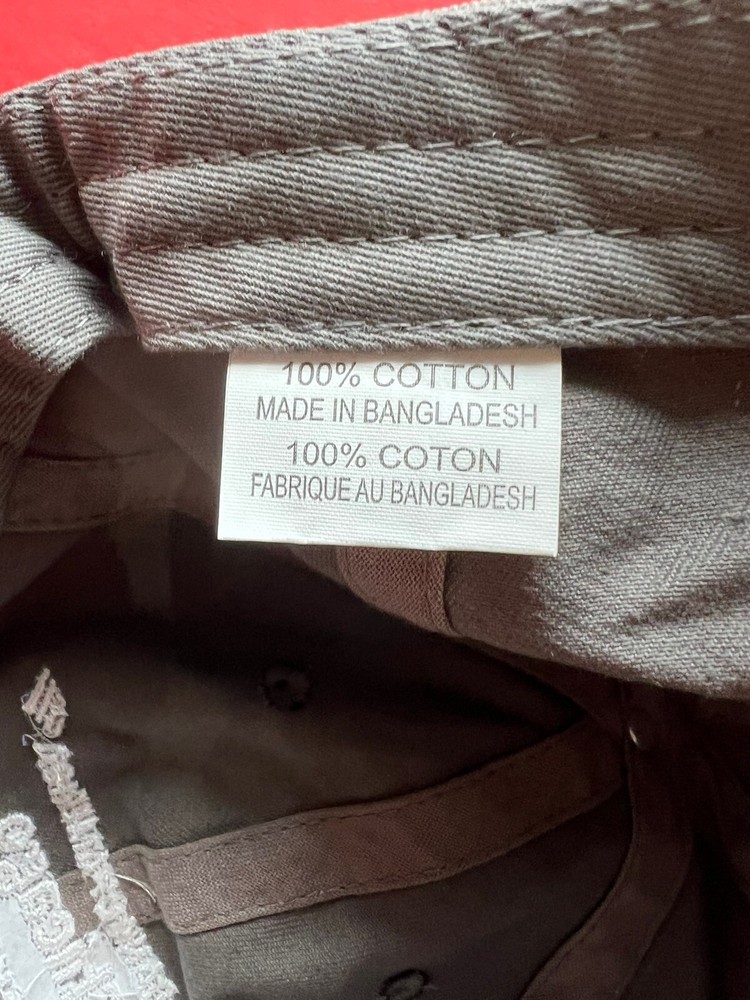 100% COTTON
MADE IN BANGLADESH
100% COTON
FABRIQUE AU BANGLADESH